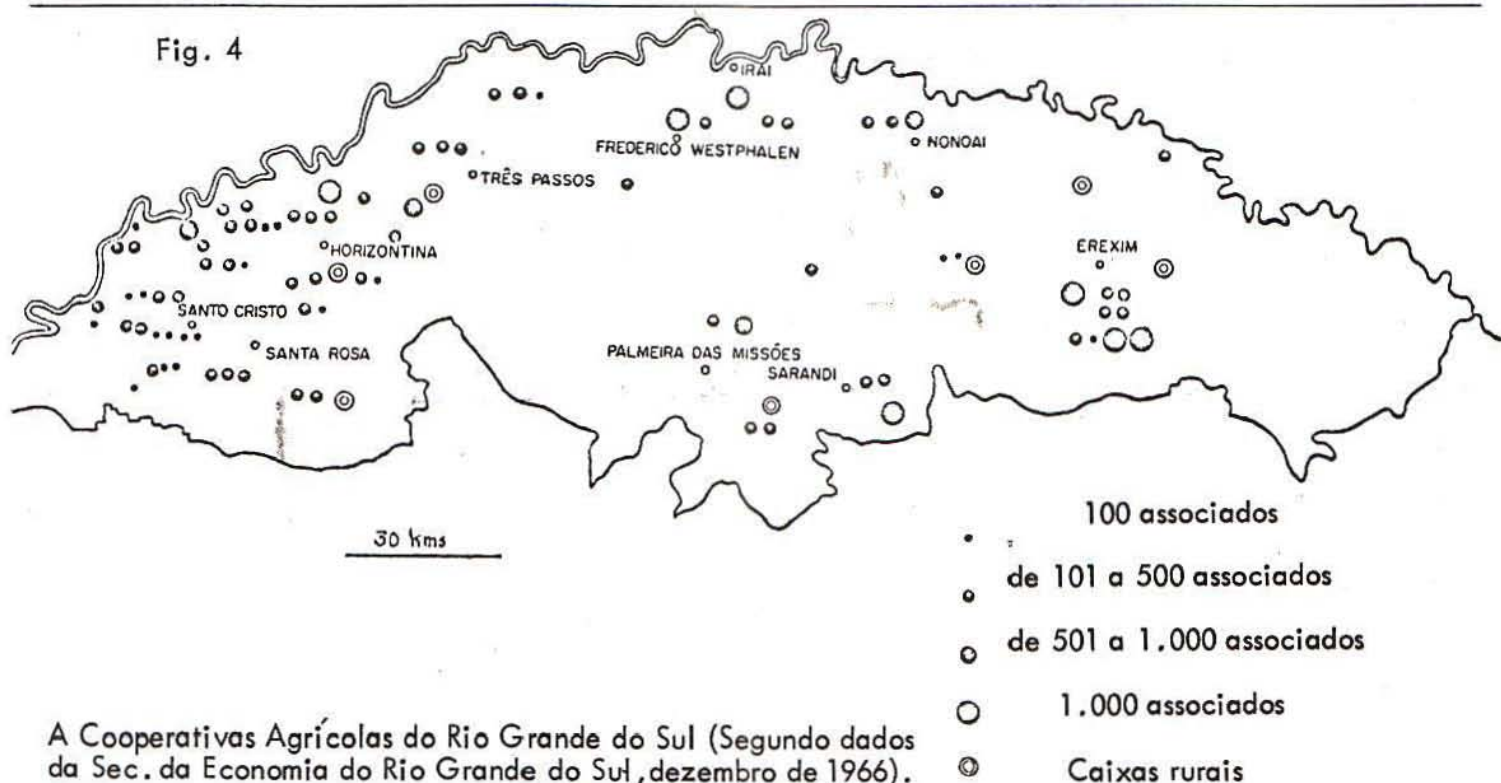 Fig. 4
IRAI
FREDERICO WESTPHALEN
NONOAI
TRÊS PASSOS
HORIZONTINA
EREXIM
SANTO CRISTO
SANTA ROSA
PALMEIRA DAS MISSÕES
SARANDI
30 kms
100 associados
de 101 a 500 associados
de 501 a 1.000 associados
1.000 associados
Caixas rurais
A Cooperativas Agrícolas do Rio Grande do Sul (Segundo dados
da Sec. da Economia do Rio Grande do Sul, dezembro de 1966).